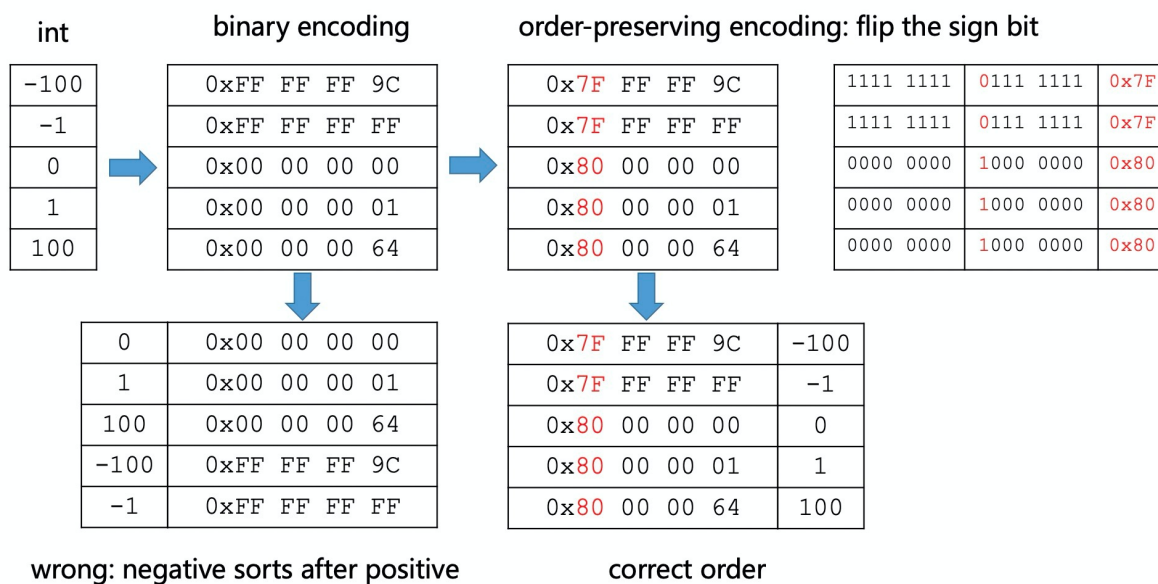 int
binary encoding
order-preserving encoding: flip the sign bit
-100
-1
0
1
100
0xFF FF FF 9C
0xFF FF FF FF
0x00 00 00 00
0x00 00 00 01
0x00 00 00 64
0x7F FF FF 9C
0x7F FF FF FF
0x80 00 00 00
0x80 00 00 01
0x80 00 00 64
1111 1111 0111 1111 0x7F
1111 1111 0111 1111 0x7F
0000 0000 1000 0000 0x80
0000 0000 1000 0000 0x80
0000 0000 1000 0000 0x80
0 0x00 00 00 00
1 0x00 00 00 01
100 0x00 00 00 64
-100 0xFF FF FF 9C
-1 0xFF FF FF FF
0x7F FF FF 9C -100
0x7F FF FF FF -1
0x80 00 00 00 0
0x80 00 00 01 1
0x80 00 00 64 100
wrong: negative sorts after positive
correct order